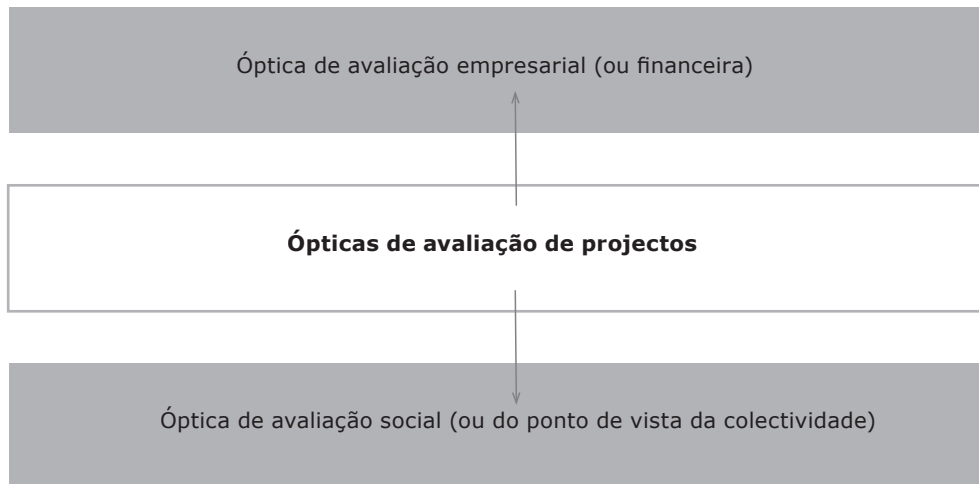 Óptica de avaliação empresarial (ou financeira)
Ópticas de avaliação de projectos
Óptica de avaliação social (ou do ponto de vista da colectividade)